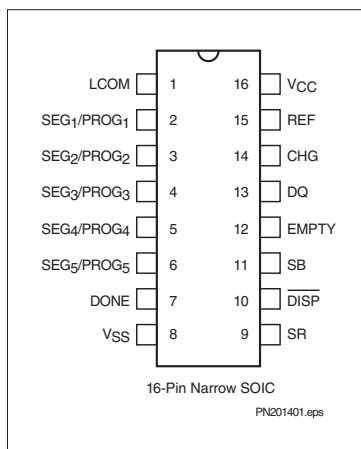 LCOM 1 16 VCC
SEG1/PROG1 2 15 REF
SEG2/PROG2 3 14 CHG
SEG3/PROG3 4 13 DQ
SEG4/PROG4 5 12 EMPTY
SEG5/PROG5 6 11 SB
DONE 7 10 DISP
VSS 8 9 SR
16-Pin Narrow SOIC
PN201401.eps